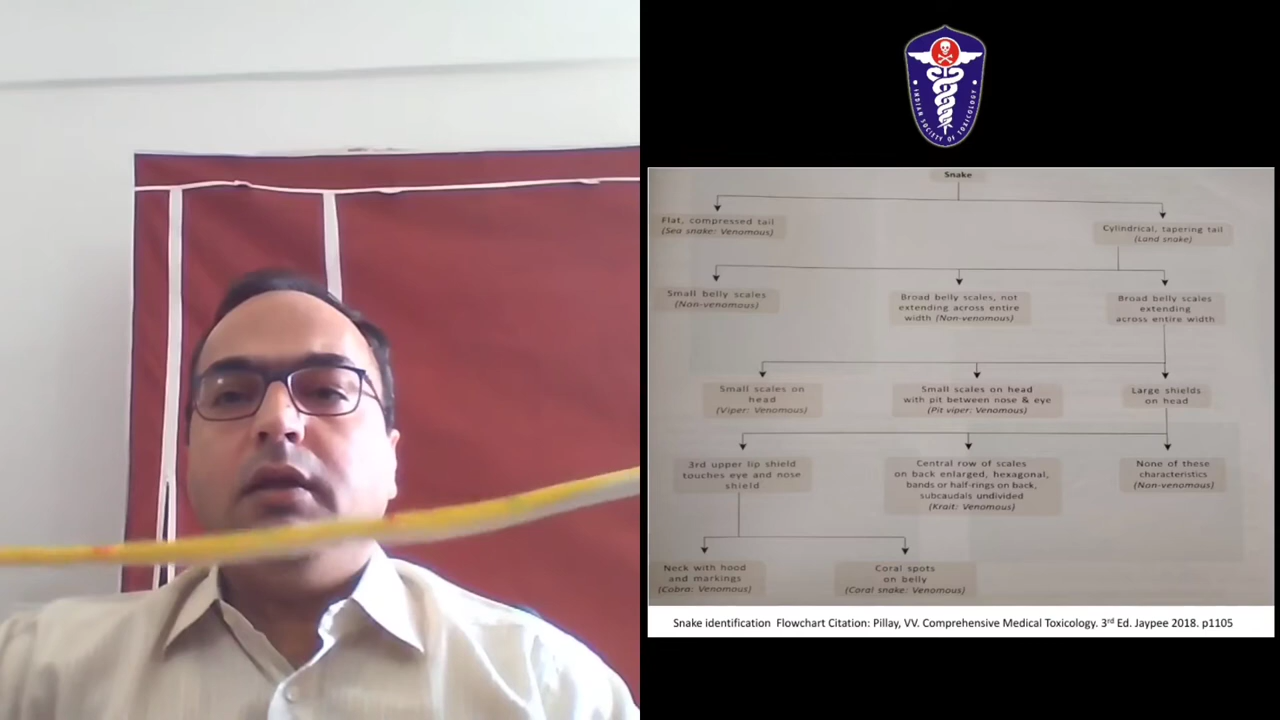 INDIAN SOCIETY OF TOXICOLOGY
Snake
Flat, compressed tail
(Sea snake: Venomous)
Cylindrical, tapering tail
(Land snake)
Small belly scales
(Non-venomous)
Broad belly scales, not
extending across entire
width (Non-venomous)
Broad belly scales
extending
across entire width
Small scales on
head
(Viper: Venomous)
Small scales on head
with pit between nose & eye
(Pit viper: Venomous)
Large shields
on head
3rd upper lip shield
touches eye and nose
shield
Central row of scales
on back enlarged, hexagonal,
bands or half-rings on back,
subcaudals undivided
(Krait: Venomous)
None of these
characteristics
(Non-venomous)
Neck with hood
and markings
(Cobra: Venomous)
Coral spots
on belly
(Coral snake: Venomous)
Snake identification Flowchart Citation: Pillay, VV. Comprehensive Medical Toxicology. 3rd Ed. Jaypee 2018. p1105